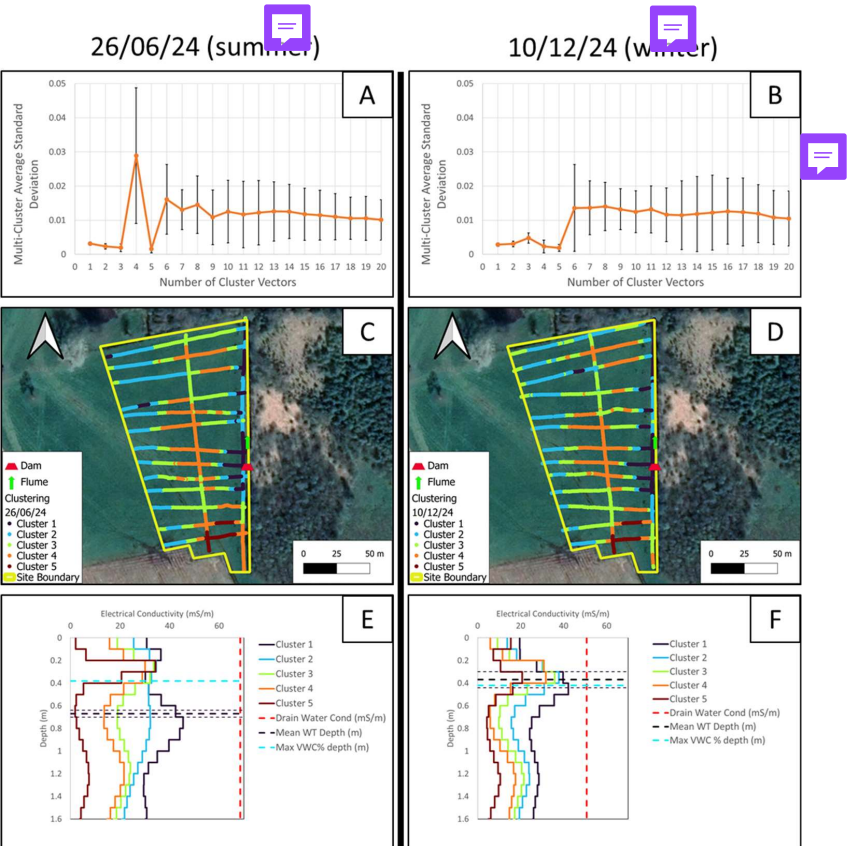 26/06/24 (summer)
10/12/24 (winter)
A
0.05
0.04
0.03
0.02
0.01
0
Multi-Cluster Average Standard
Deviation
0 1 2 3 4 5 6 7 8 9 10 11 12 13 14 15 16 17 18 19 20
Number of Cluster Vectors
B
0.05
0.04
0.03
0.02
0.01
0
Multi-Cluster Average Standard
Deviation
0 1 2 3 4 5 6 7 8 9 10 11 12 13 14 15 16 17 18 19 20
Number of Cluster Vectors
C
Dam
Flume
Clustering
26/06/24
Cluster 1
Cluster 2
Cluster 3
Cluster 4
Cluster 5
Site Boundary
0 25 50 m
D
Dam
Flume
Clustering
10/12/24
Cluster 1
Cluster 2
Cluster 3
Cluster 4
Cluster 5
Site Boundary
0 25 50 m
E
Electrical Conductivity (mS/m)
0 20 40 60
0
0.2
0.4
0.6
0.8
1
1.2
1.4
1.6
Depth (m)
Cluster 1
Cluster 2
Cluster 3
Cluster 4
Cluster 5
Drain Water Cond (mS/m)
Mean WT Depth (m)
Max VWC% depth (m)
F
Electrical Conductivity (mS/m)
0 20 40 60
0
0.2
0.4
0.6
0.8
1
1.2
1.4
1.6
Depth (m)
Cluster 1
Cluster 2
Cluster 3
Cluster 4
Cluster 5
Drain Water Cond (mS/m)
Mean WT Depth (m)
Max VWC % depth (m)